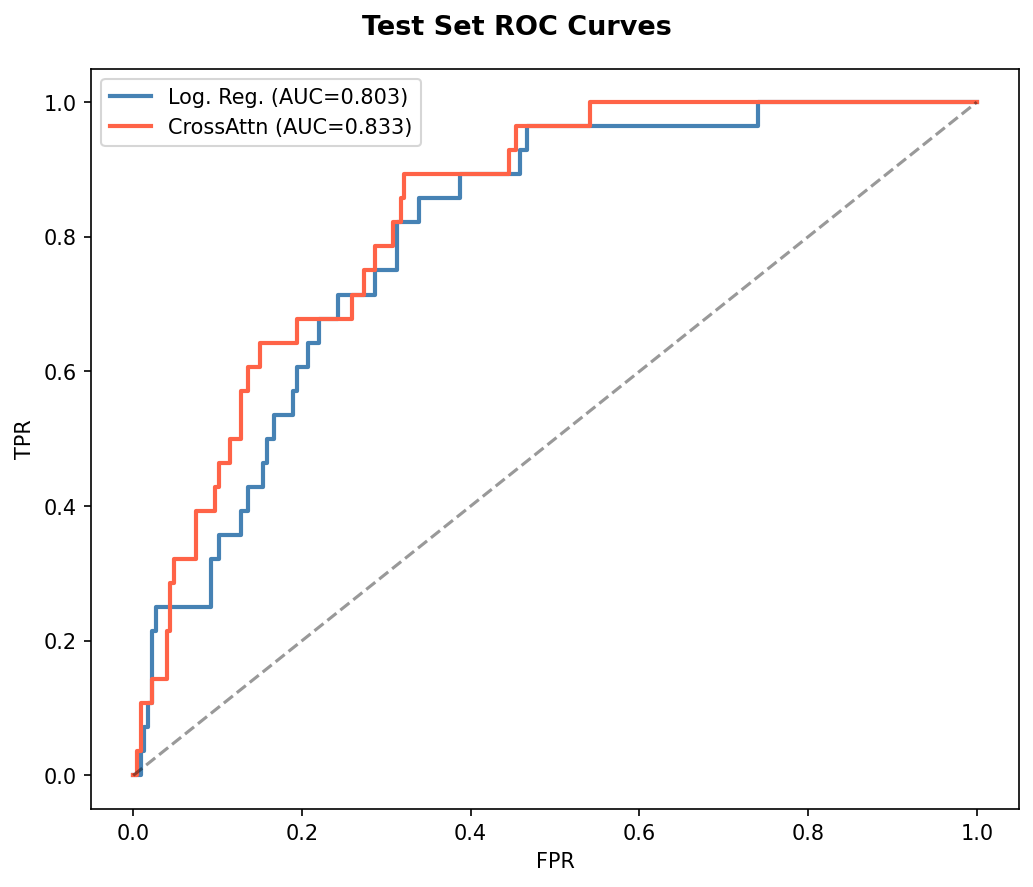 Test Set ROC Curves
Log. Reg. (AUC=0.803)
CrossAttn (AUC=0.833)
1.0
0.8
0.6
0.4
0.2
0.0
TPR
0.0 0.2 0.4 0.6 0.8 1.0
FPR